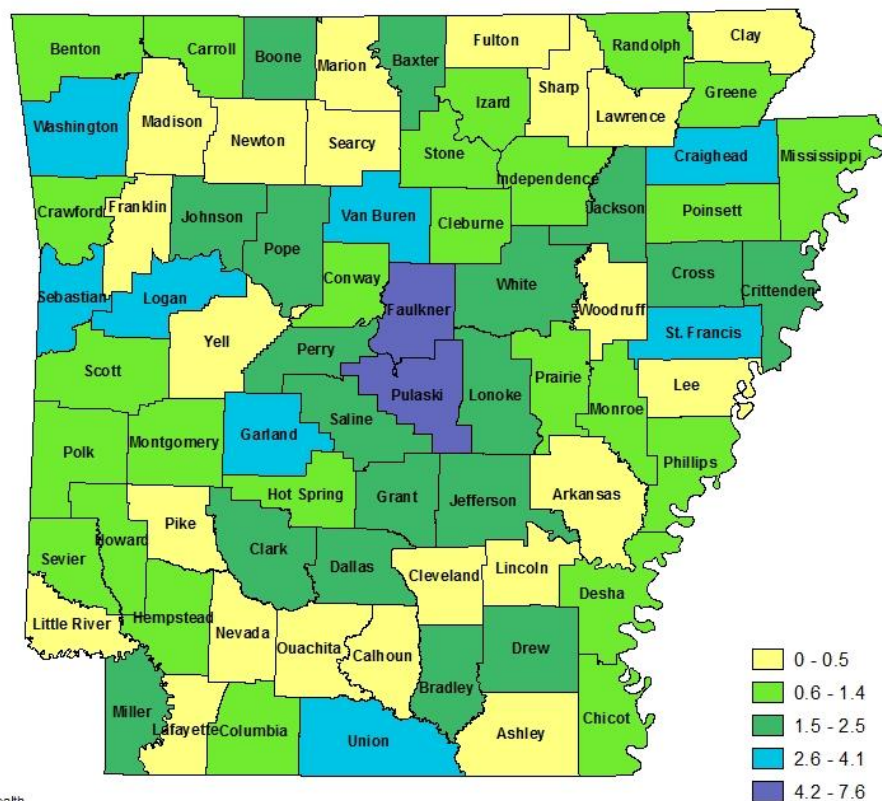 Benton
Carroll
Boone
Marion
Baxter
Fulton
Randolph
Clay
Izard
Sharp
Lawrence
Greene
Washington
Madison
Newton
Searcy
Stone
Independence
Craighead
Mississippi
Crawford
Franklin
Johnson
Pope
Van Buren
Cleburne
Jackson
Poinsett
Sebastian
Logan
Conway
Faulkner
White
Woodruff
Cross
Crittenden
Yell
Perry
St. Francis
Scott
Pulaski
Lonoke
Prairie
Lee
Monroe
Polk
Montgomery
Garland
Saline
Phillips
Hot Spring
Grant
Jefferson
Arkansas
Pike
Howard
Sevier
Clark
Dallas
Cleveland
Lincoln
Desha
Little River
Hempstead
Nevada
Ouachita
Calhoun
Bradley
Drew
Miller
Lafayette
Columbia
Union
Ashley
Chicot
0 - 0.5
0.6 - 1.4
1.5 - 2.5
2.6 - 4.1
4.2 - 7.6